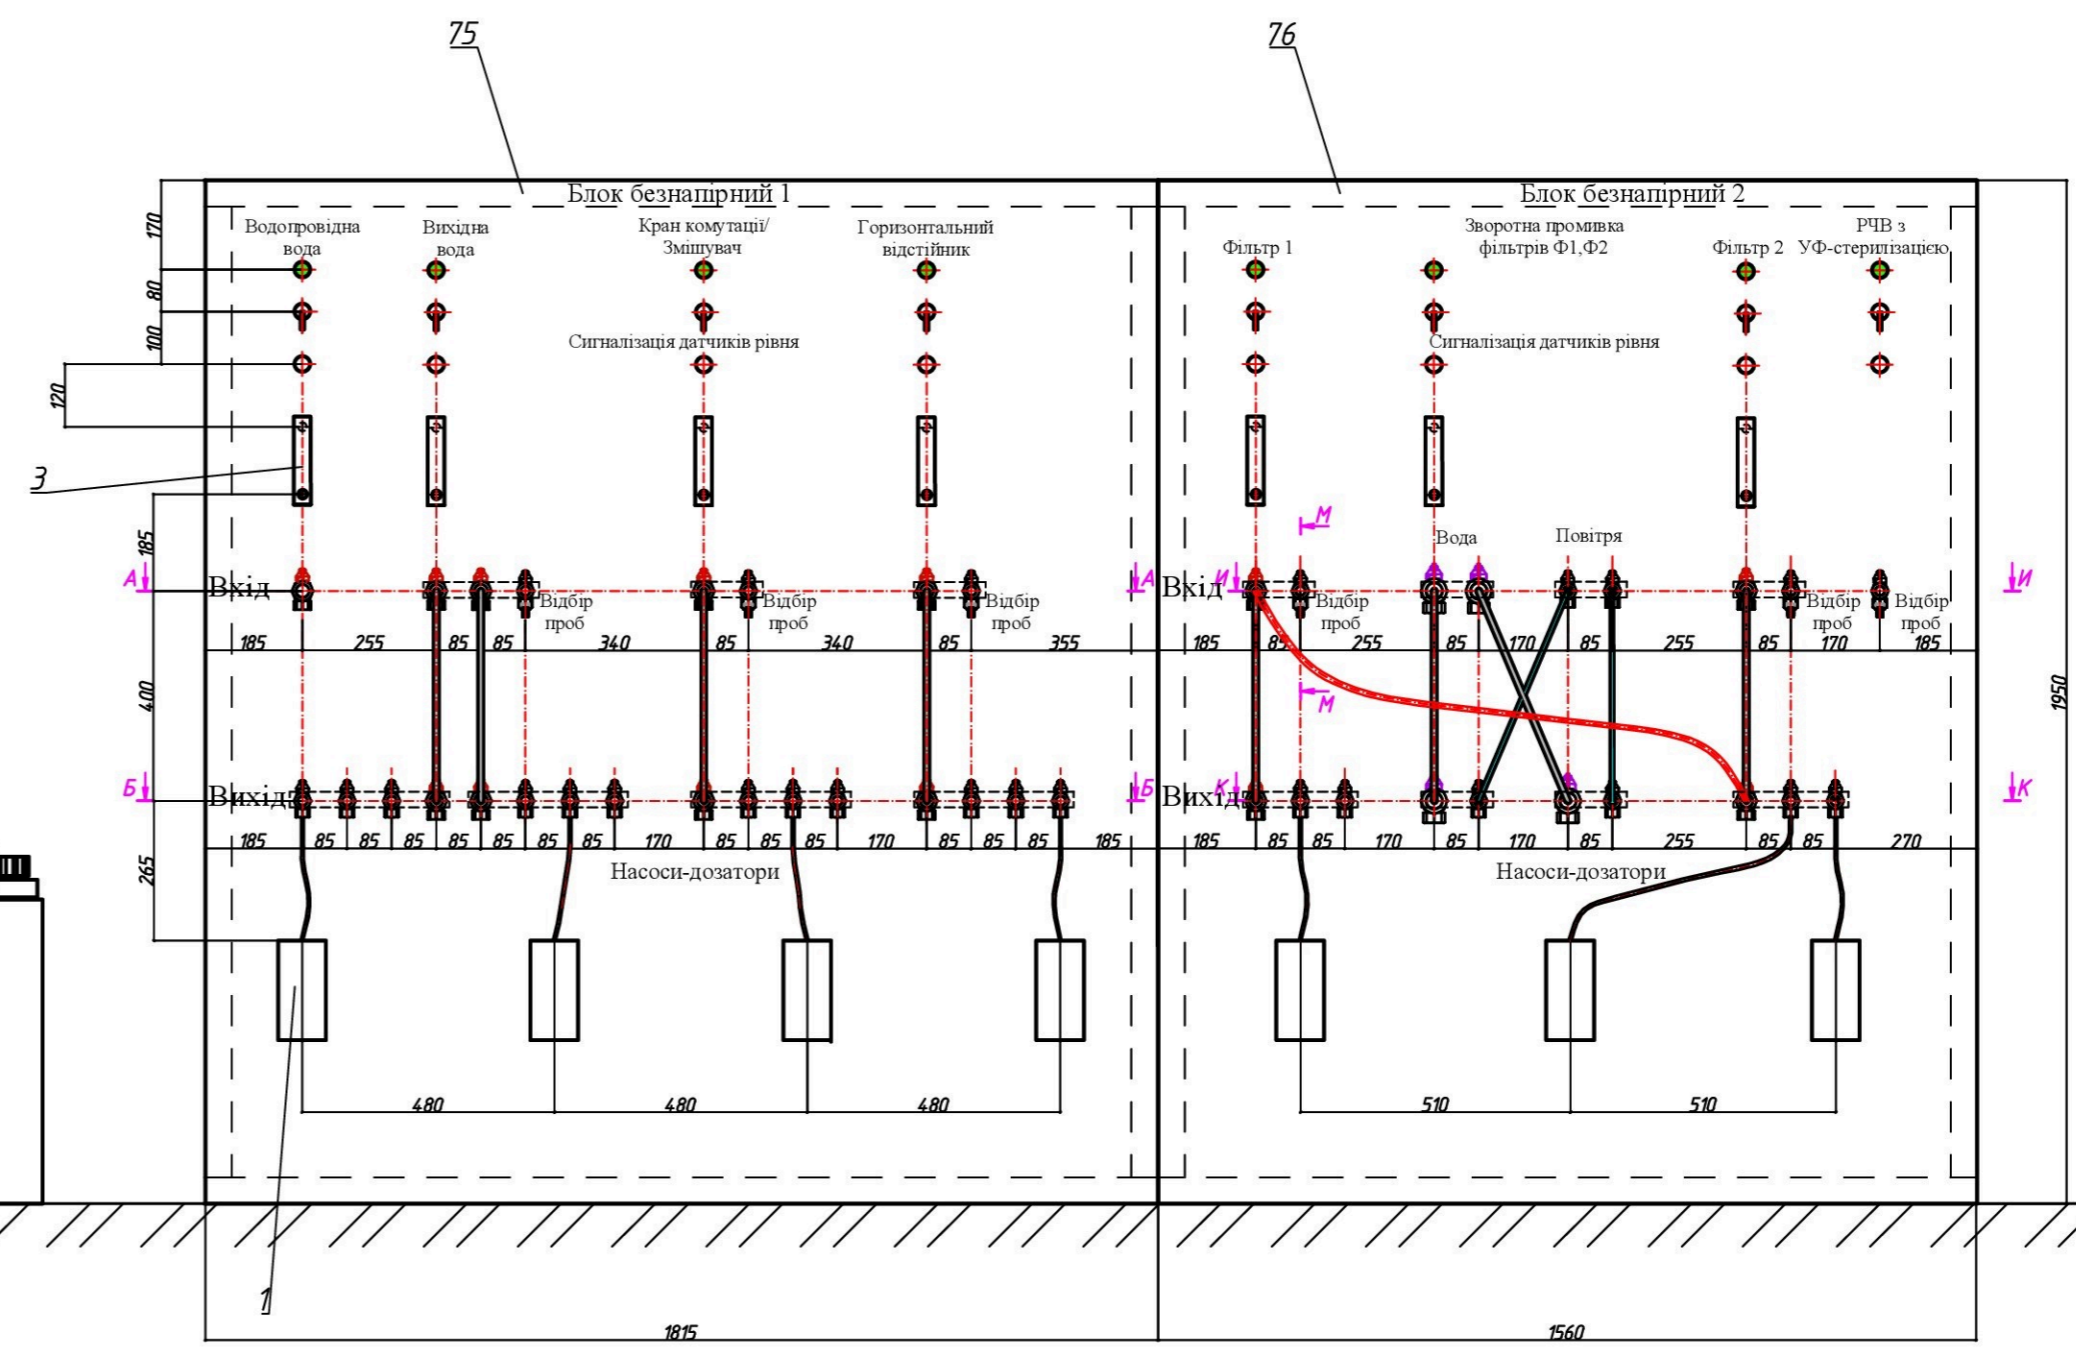 75
76
Блок безнапірний 1
Блок безнапірний 2
Водопровідна
вода
Вихідна
вода
Кран комутації/
Змішувач
Горизонтальний
відстійник
Фільтр 1
Зворотна промивка
фільтрів Ф1,Ф2
Фільтр 2
РЧВ з
УФ-стерилізацією
170
80
100
120
Сигналізація датчиків рівня
Сигналізація датчиків рівня
3
185
М
Вода
Повітря
А
Вхід
А
И
Вхід
И
Відбір
проб
Відбір
проб
Відбір
проб
Відбір
проб
Відбір
проб
Відбір
проб
185 255 85 85 340 85 340 85 355
185 85 255 85 170 85 255 85 170 185
400
М
1950
Б
Вихід
Б
К
Вихід
К
185 85 85 85 85 85 85 85 170 85 85 85 170 85 85 85 185
185 85 85 170 85 170 85 255 85 85 270
265
Насоси-дозатори
Насоси-дозатори
480 480 480
510 510
1
1815
1560